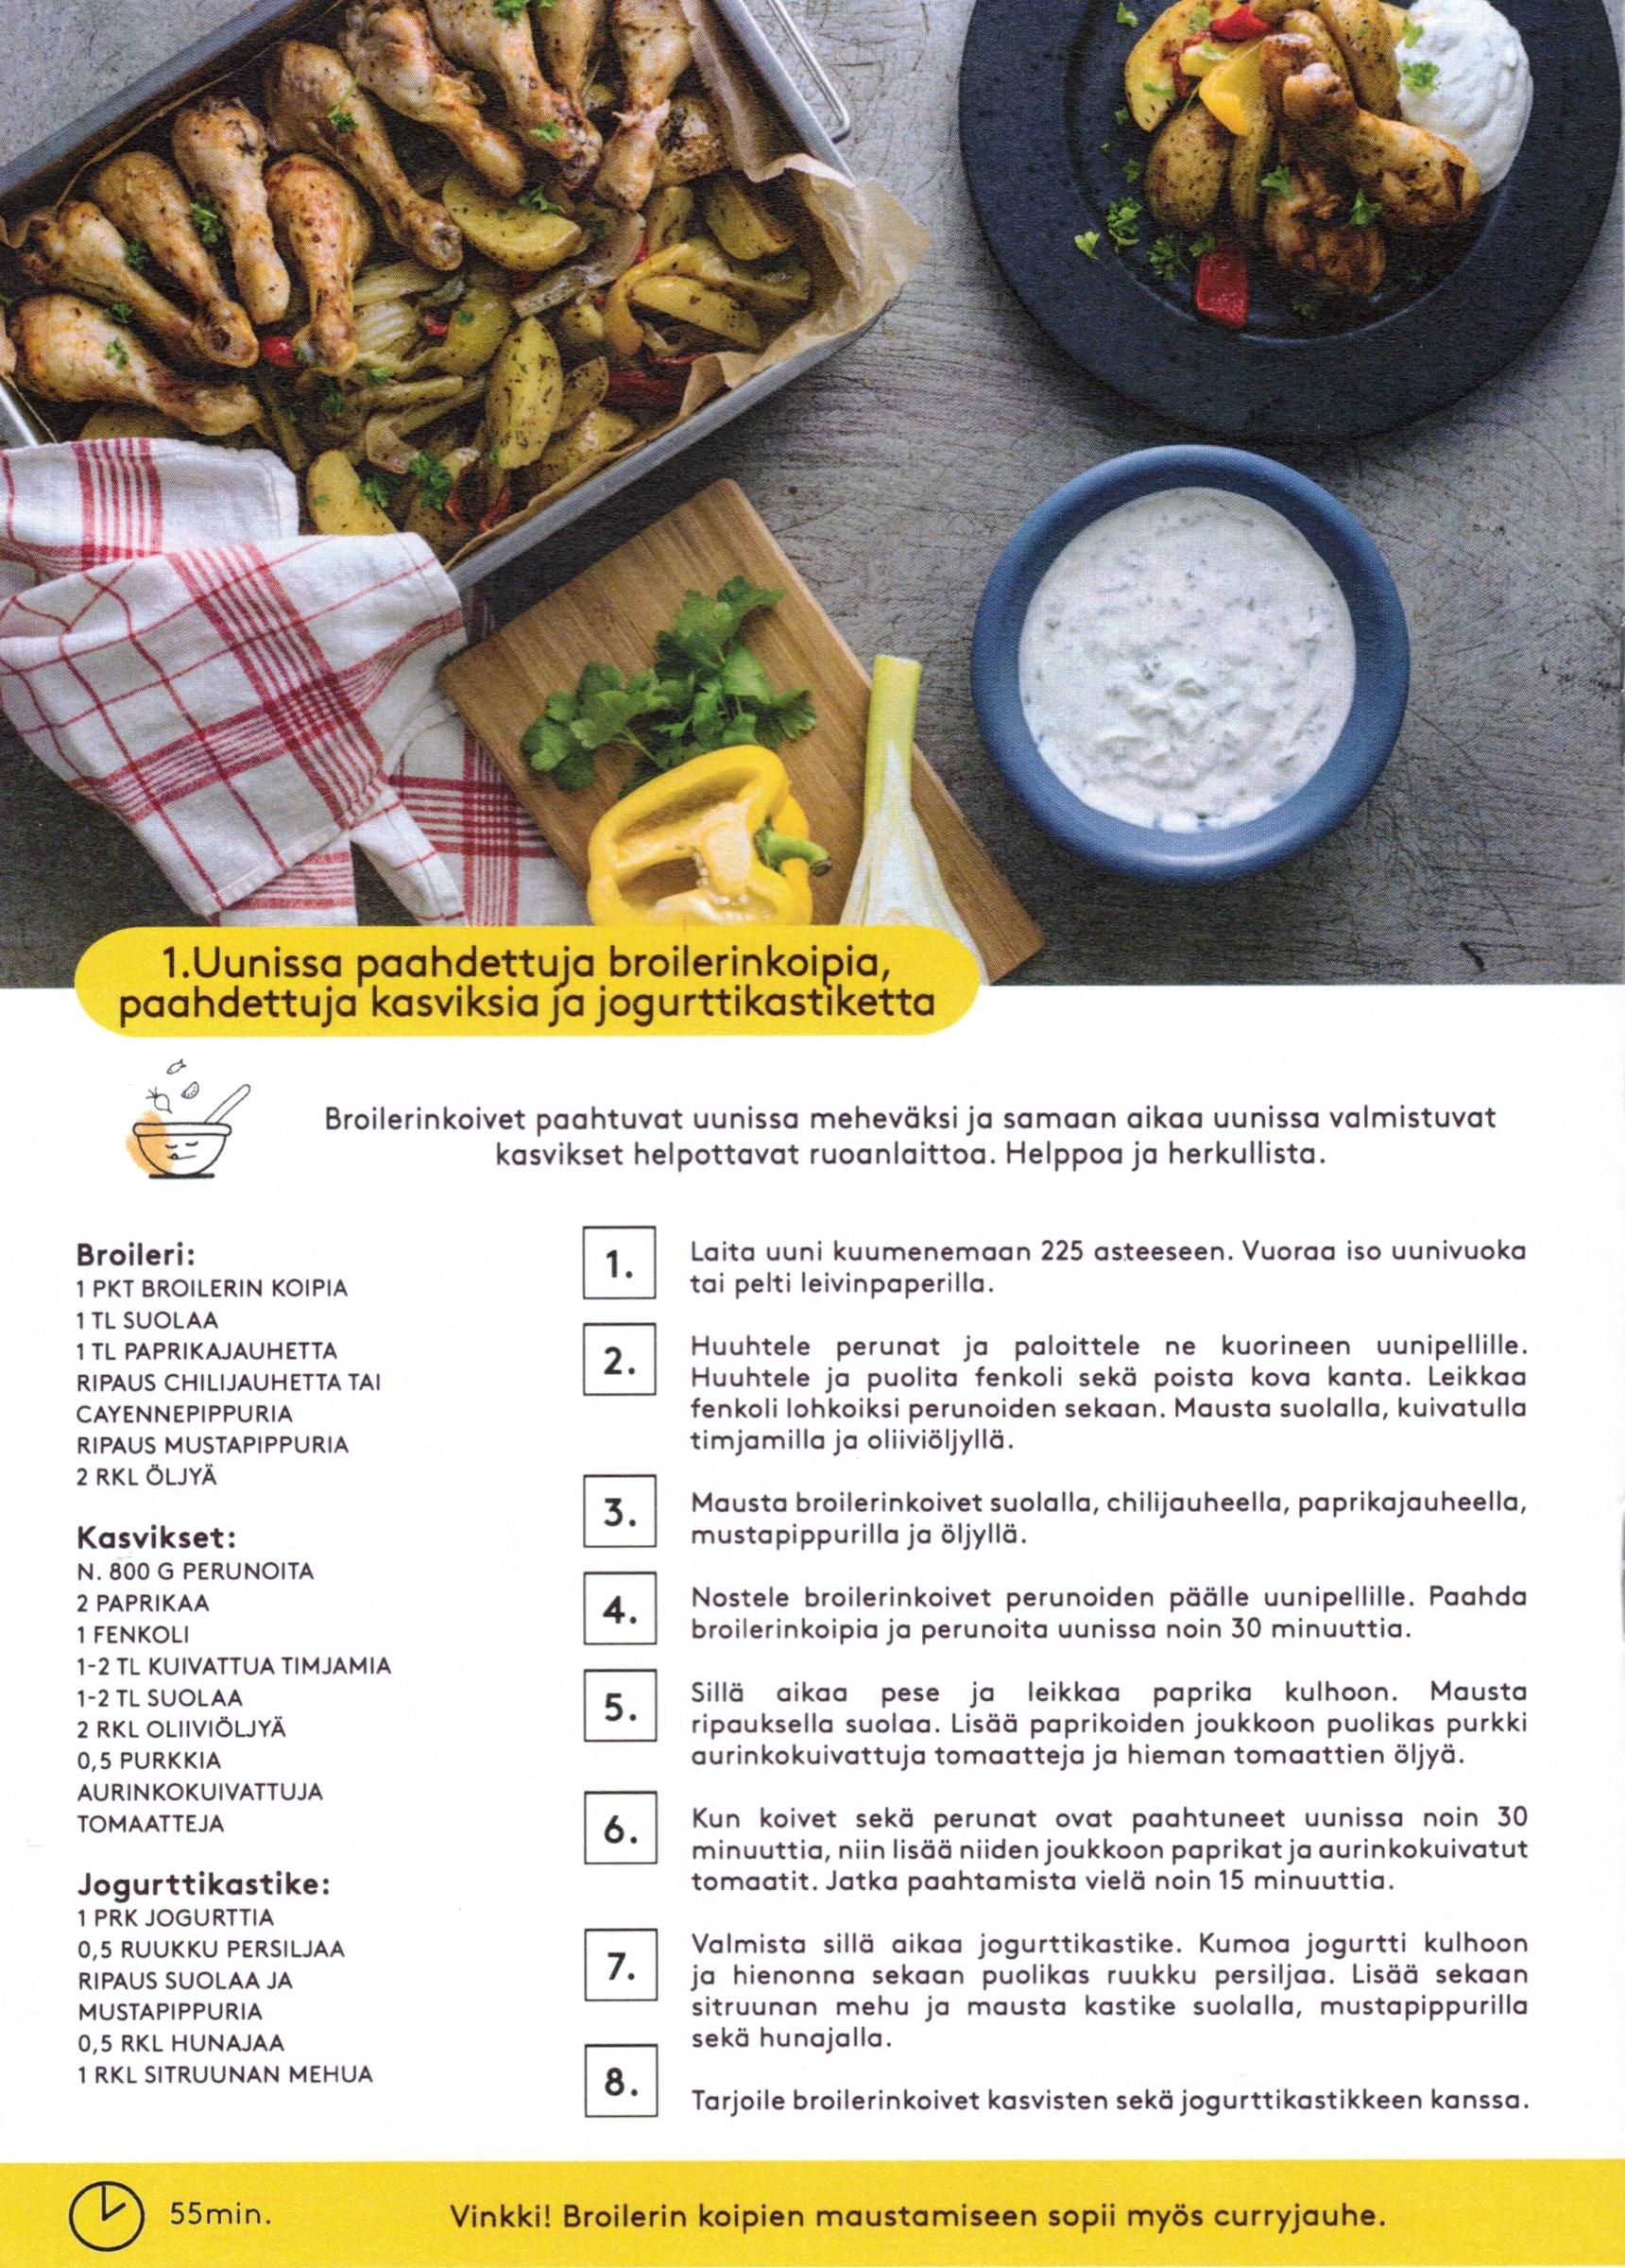 1.Uunissa paahdettuja broilerinkoipia,
paahdettuja kasviksia ja jogurttikastiketta
Broilerinkoivet paahtuvat uunissa meheväksi ja samaan aikaa uunissa valmistuvat
kasvikset helpottavat ruoanlaittoa. Helppoa ja herkullista.
Broileri:
1 PKT BROILERIN KOIPIA
1 TL SUOLAA
1 TL PAPRIKAJAUHETTA
RIPAUS CHILIJAUHETTA TAI
CAYENNEPIPPURIA
RIPAUS MUSTAPIPPURIA
2 RKL ÖLJYÄ
Kasvikset:
N. 800 G PERUNOITA
2 PAPRIKAA
1 FENKOLI
1-2 TL KUIVATTUA TIMJAMIA
1-2 TL SUOLAA
2 RKL OLIIVIÖLJYÄ
0,5 PURKKIA
AURINKOKUIVATTUJA
TOMAATTEJA
Jogurttikastike:
1 PRK JOGURTTIA
0,5 RUUKKU PERSILJAA
RIPAUS SUOLAA JA
MUSTAPIPPURIA
0,5 RKL HUNAJAA
1 RKL SITRUUNAN MEHUA
1.
Laita uuni kuumenemaan 225 asteeseen. Vuoraa iso uunivuoka
tai pelti leivinpaperilla.
2.
Huuhtele perunat ja paloittele ne kuorineen uunipellille.
Huuhtele ja puolita fenkoli sekä poista kova kanta. Leikkaa
fenkoli lohkoiksi perunoiden sekaan. Mausta suolalla, kuivatulla
timjamilla ja oliiviöljyllä.
3.
Mausta broilerinkoivet suolalla, chilijauheella, paprikajauheella,
mustapippurilla ja öljyllä.
4.
Nostele broilerinkoivet perunoiden päälle uunipellille. Paahda
broilerinkoipia ja perunoita uunissa noin 30 minuuttia.
5.
Sillä aikaa pese ja leikkaa paprika kulhoon. Mausta
ripauksella suolaa. Lisää paprikoiden joukkoon puolikas purkki
aurinkokuivattuja tomaatteja ja hieman tomaattien öljyä.
6.
Kun koivet sekä perunat ovat paahtuneet uunissa noin 30
minuuttia, niin lisää niiden joukkoon paprikat ja aurinkokuivatut
tomaatit. Jatka paahtamista vielä noin 15 minuuttia.
7.
Valmista sillä aikaa jogurttikastike. Kumoa jogurtti kulhoon
ja hienonna sekaan puolikas ruukku persiljaa. Lisää sekaan
sitruunan mehu ja mausta kastike suolalla, mustapippurilla
sekä hunajalla.
8.
Tarjoile broilerinkoivet kasvisten sekä jogurttikastikkeen kanssa.
55min.
Vinkki! Broilerin koipien maustamiseen sopii myös curryjauhe.